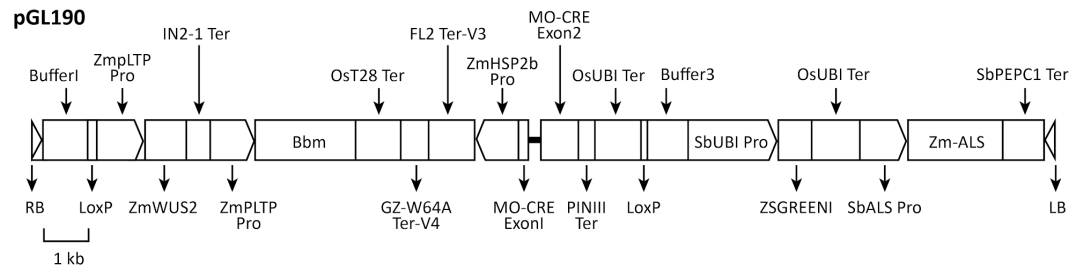 pGL190
BufferI
ZmpLTP
Pro
IN2-1 Ter
OsT28 Ter
FL2 Ter-V3
ZmHSP2b
Pro
MO-CRE
Exon2
OsUBI Ter
Buffer3
OsUBI Ter
SbPEPC1 Ter
Bbm
SbUBI Pro
Zm-ALS
RB
LoxP
ZmWUS2
ZmPLTP
Pro
GZ-W64A
Ter-V4
MO-CRE
ExonI
PINIII
Ter
LoxP
ZSGREENI
SbALS Pro
LB
1 kb